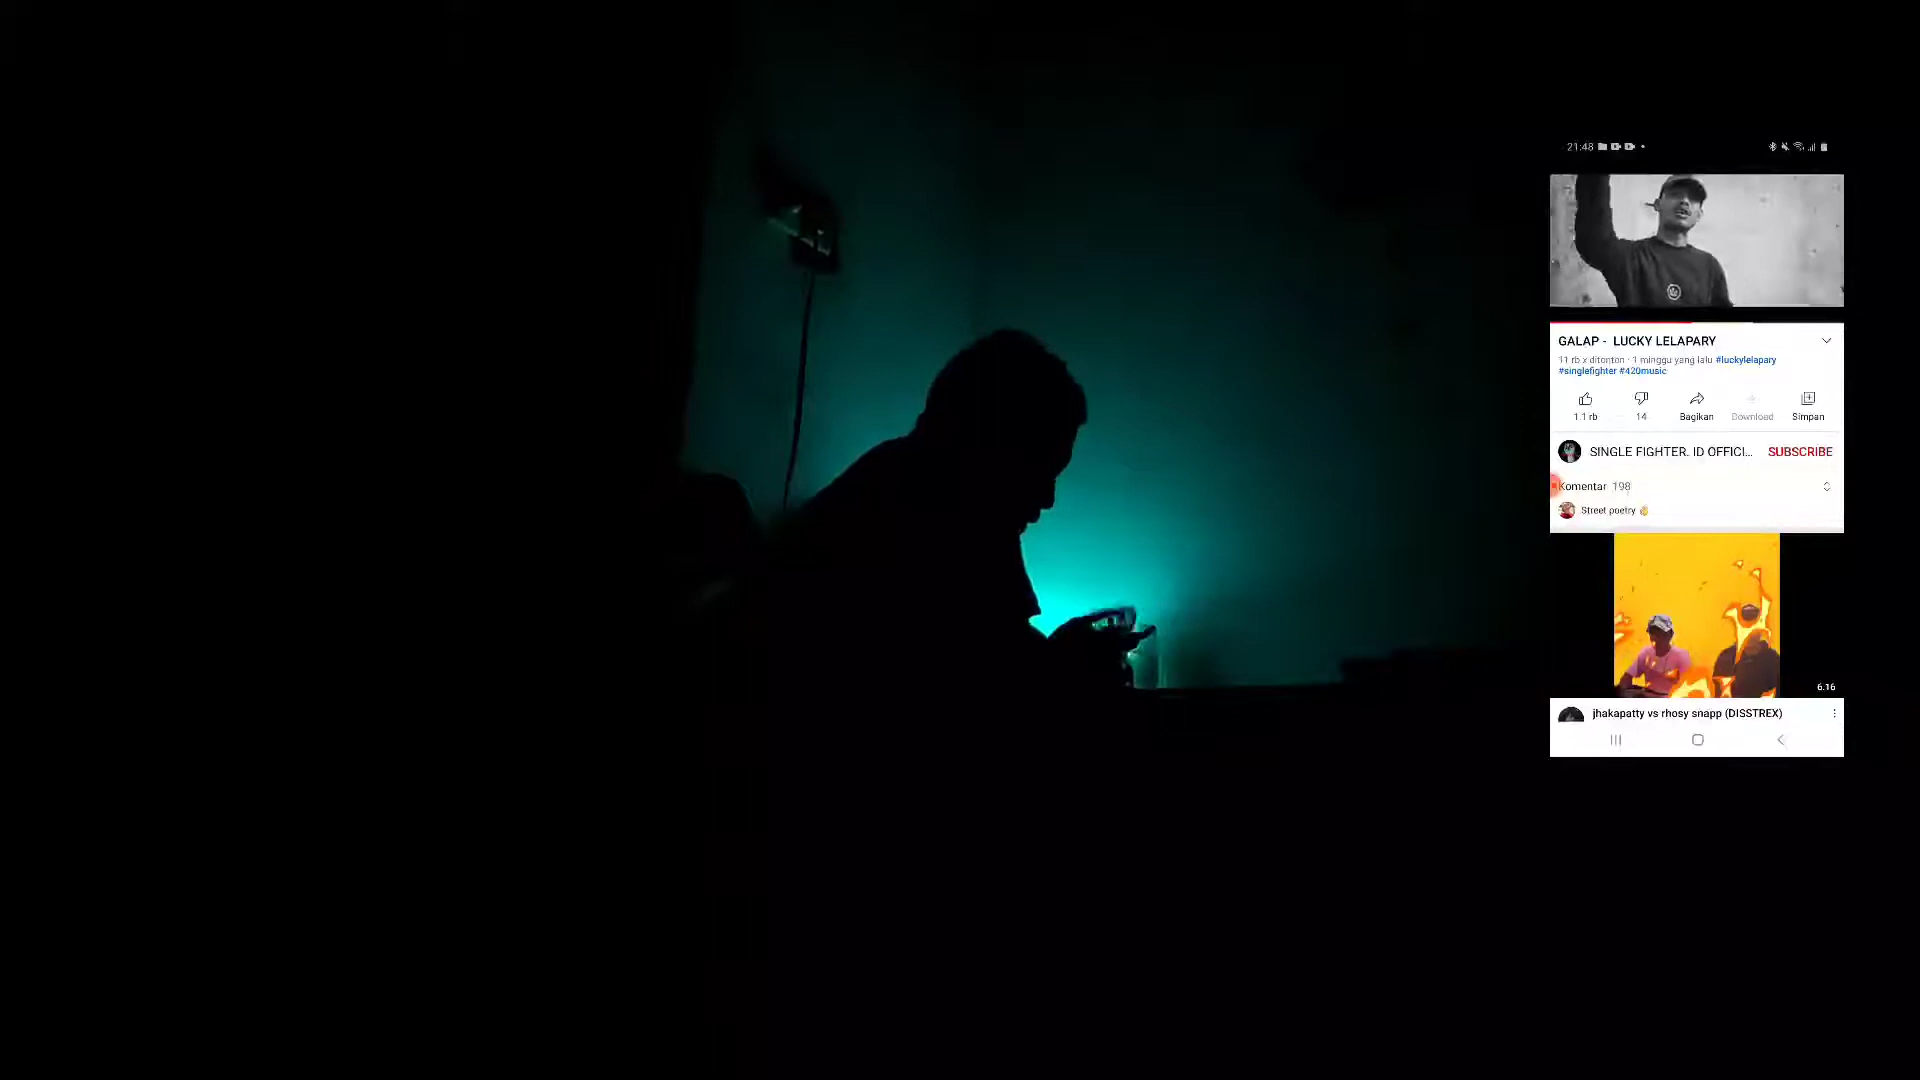 21:48
GALAP - LUCKY LELAPARY
11 rb x ditonton · 1 minggu yang lalu #luckylelapary
#singlefighter #420music
1.1 rb
14
Bagikan
Download
Simpan
SINGLE FIGHTER. ID OFFICI...
SUBSCRIBE
Komentar 198
Street poetry
6.16
jhakapatty vs rhosy snapp (DISSTREX)